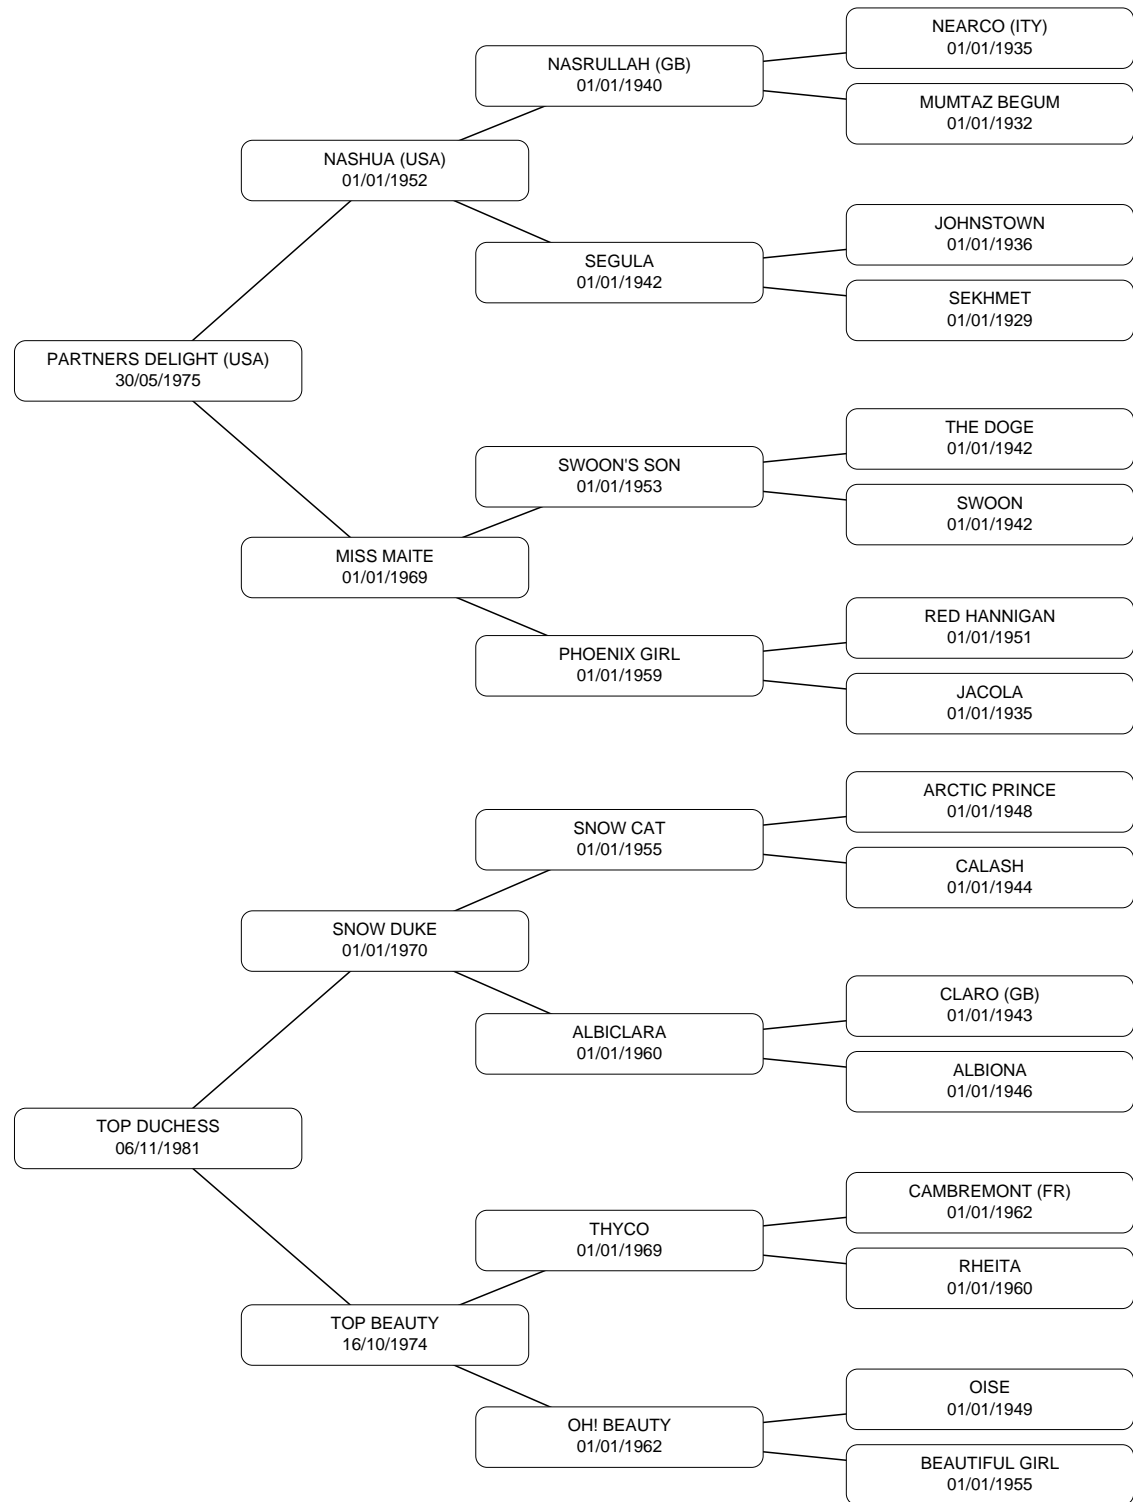 NEARCO (ITY)
01/01/1935
NASRULLAH (GB)
01/01/1940
MUMTAZ BEGUM
01/01/1932
NASHUA (USA)
01/01/1952
JOHNSTOWN
01/01/1936
SEGULA
01/01/1942
SEKHMET
01/01/1929
PARTNERS DELIGHT (USA)
30/05/1975
THE DOGE
01/01/1942
SWOON'S SON
01/01/1953
SWOON
01/01/1942
MISS MAITE
01/01/1969
RED HANNIGAN
01/01/1951
PHOENIX GIRL
01/01/1959
JACOLA
01/01/1935
ARCTIC PRINCE
01/01/1948
SNOW CAT
01/01/1955
CALASH
01/01/1944
SNOW DUKE
01/01/1970
CLARO (GB)
01/01/1943
ALBICLARA
01/01/1960
ALBIONA
01/01/1946
TOP DUCHESS
06/11/1981
CAMBREMONT (FR)
01/01/1962
THYCO
01/01/1969
RHEITA
01/01/1960
TOP BEAUTY
16/10/1974
OISE
01/01/1949
OH! BEAUTY
01/01/1962
BEAUTIFUL GIRL
01/01/1955